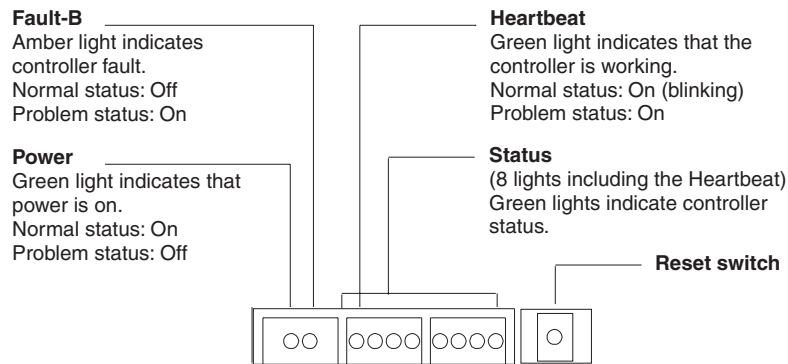 Fault-B
Amber light indicates
controller fault.
Normal status: Off
Problem status: On
Power
Green light indicates that
power is on.
Normal status: On
Problem status: Off
Heartbeat
Green light indicates that the
controller is working.
Normal status: On (blinking)
Problem status: On
Status
(8 lights including the Heartbeat)
Green lights indicate controller
status.
Reset switch